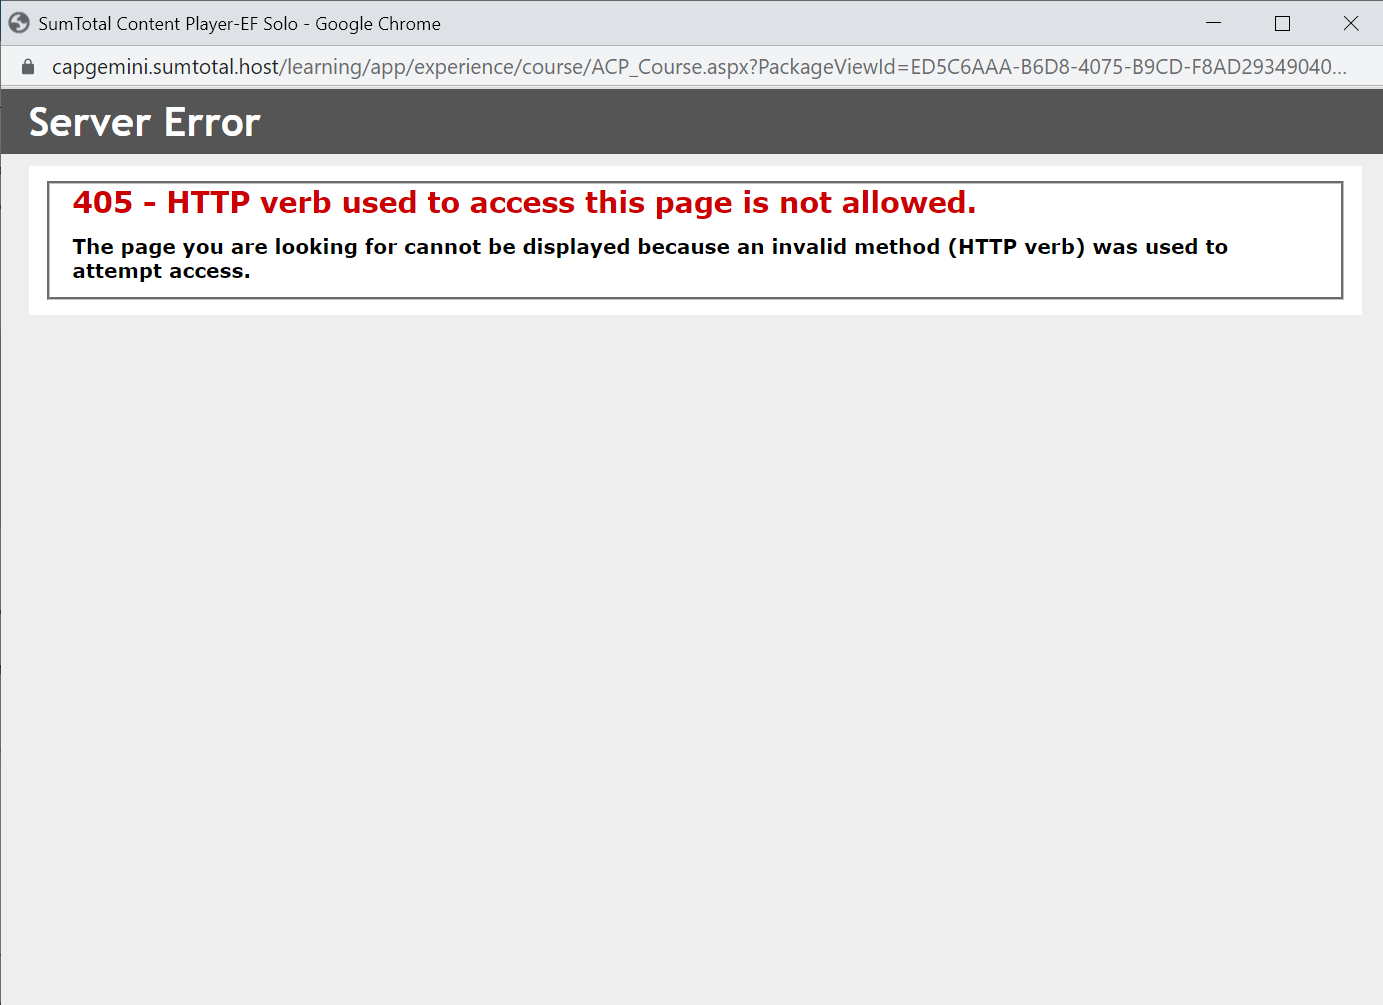 SumTotal Content Player-EF Solo - Google Chrome
capgemini.sumtotal.host/learning/app/experience/course/ACP_Course.aspx?PackageViewId=ED5C6AAA-B6D8-4075-B9CD-F8AD29349040...
Server Error
405 - HTTP verb used to access this page is not allowed.
The page you are looking for cannot be displayed because an invalid method (HTTP verb) was used to
attempt access.